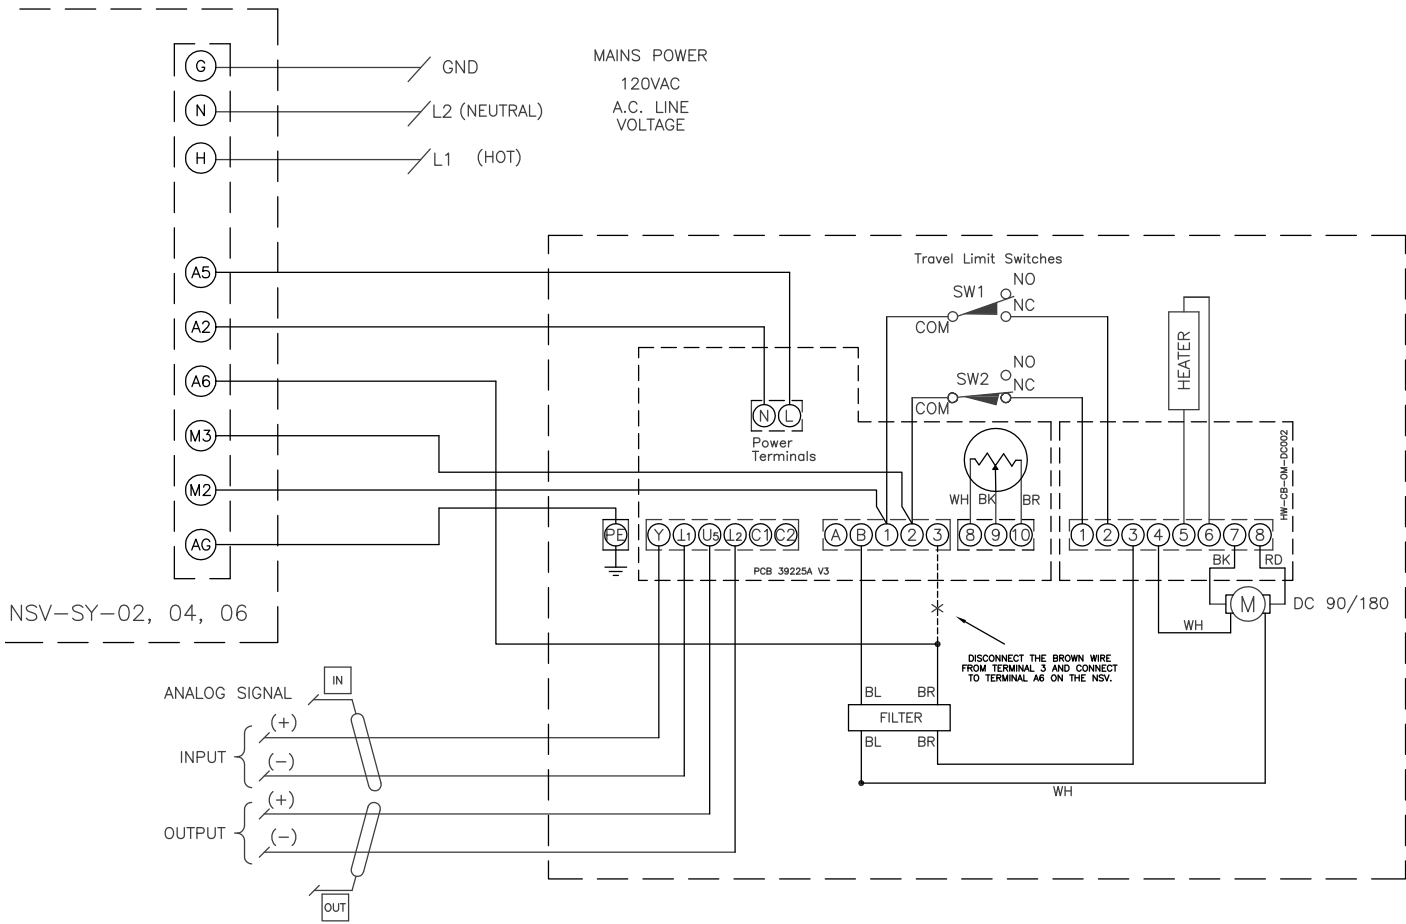 G
GND
MAINS POWER
120VAC
A.C. LINE
VOLTAGE
N
L2 (NEUTRAL)
H
L1 (HOT)
A5
A2
A6
M3
M2
AG
NSV-SY-02, 04, 06
Travel Limit Switches
SW1
NO
NC
COM
SW2
NO
NC
COM
HEATER
N L
Power
Terminals
WH BK BR
HW-CB-OM-DC002
PE
Y ⊥1 U5 ⊥2 C1 C2
A B 1 2 3
8 9 10
1 2 3 4 5 6 7 8
PCB 39225A V3
BK RD
M
DC 90/180
WH
DISCONNECT THE BROWN WIRE
FROM TERMINAL 3 AND CONNECT
TO TERMINAL A6 ON THE NSV.
BL BR
FILTER
BL BR
WH
ANALOG SIGNAL
IN
(+)
INPUT
(-)
(+)
OUTPUT
(-)
OUT